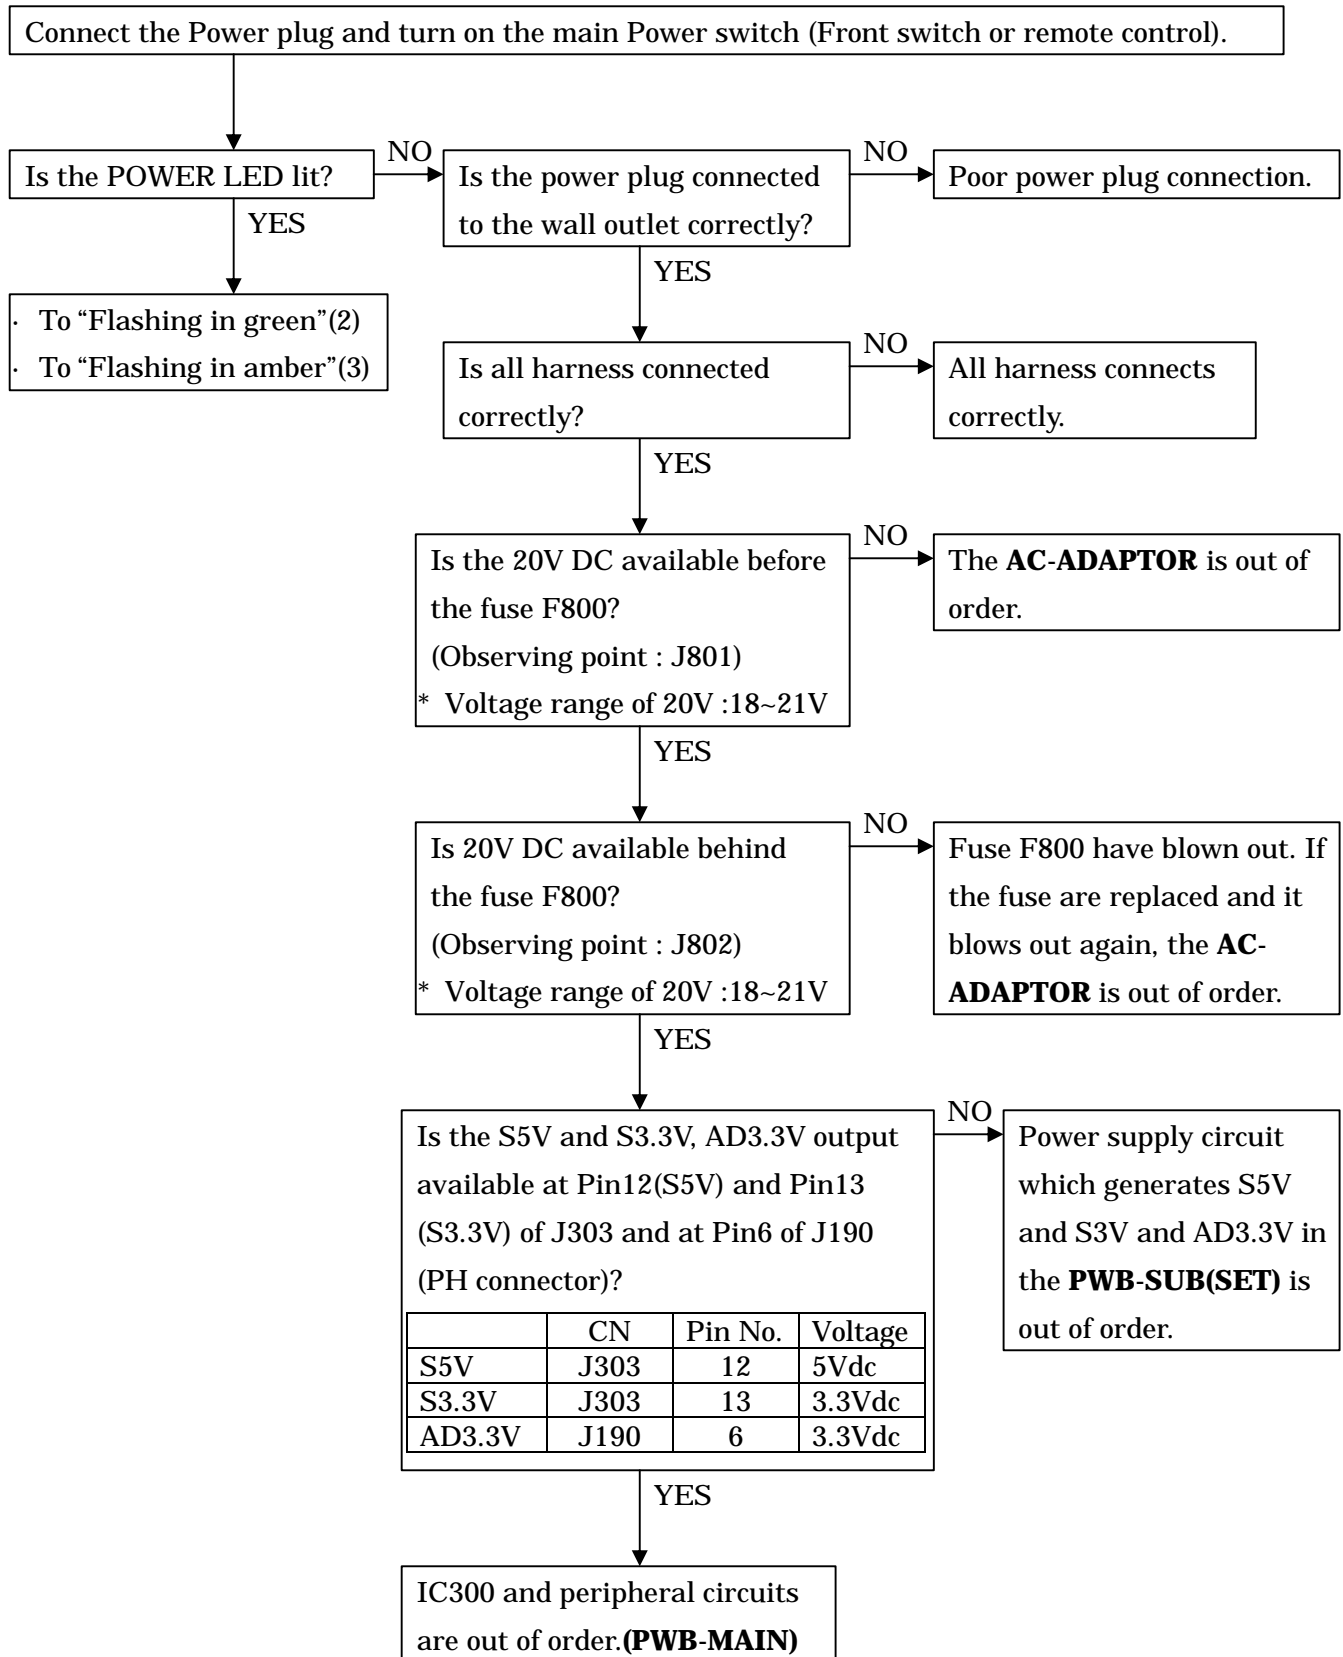 Connect the Power plug and turn on the main Power switch (Front switch or remote control).
Is the POWER LED lit?
NO
Is the power plug connected
to the wall outlet correctly?
NO
Poor power plug connection.
YES
· To “Flashing in green”(2)
· To “Flashing in amber”(3)
YES
Is all harness connected
correctly?
NO
All harness connects
correctly.
YES
Is the 20V DC available before
the fuse F800?
(Observing point : J801)
* Voltage range of 20V :18~21V
NO
The AC-ADAPTOR is out of
order.
YES
Is 20V DC available behind
the fuse F800?
(Observing point : J802)
* Voltage range of 20V :18~21V
NO
Fuse F800 have blown out. If
the fuse are replaced and it
blows out again, the AC-
ADAPTOR is out of order.
YES
Is the S5V and S3.3V, AD3.3V output
available at Pin12(S5V) and Pin13
(S3.3V) of J303 and at Pin6 of J190
(PH connector)?
CN Pin No. Voltage
S5V J303 12 5Vdc
S3.3V J303 13 3.3Vdc
AD3.3V J190 6 3.3Vdc
NO
Power supply circuit
which generates S5V
and S3V and AD3.3V in
the PWB-SUB(SET) is
out of order.
YES
IC300 and peripheral circuits
are out of order.(PWB-MAIN)